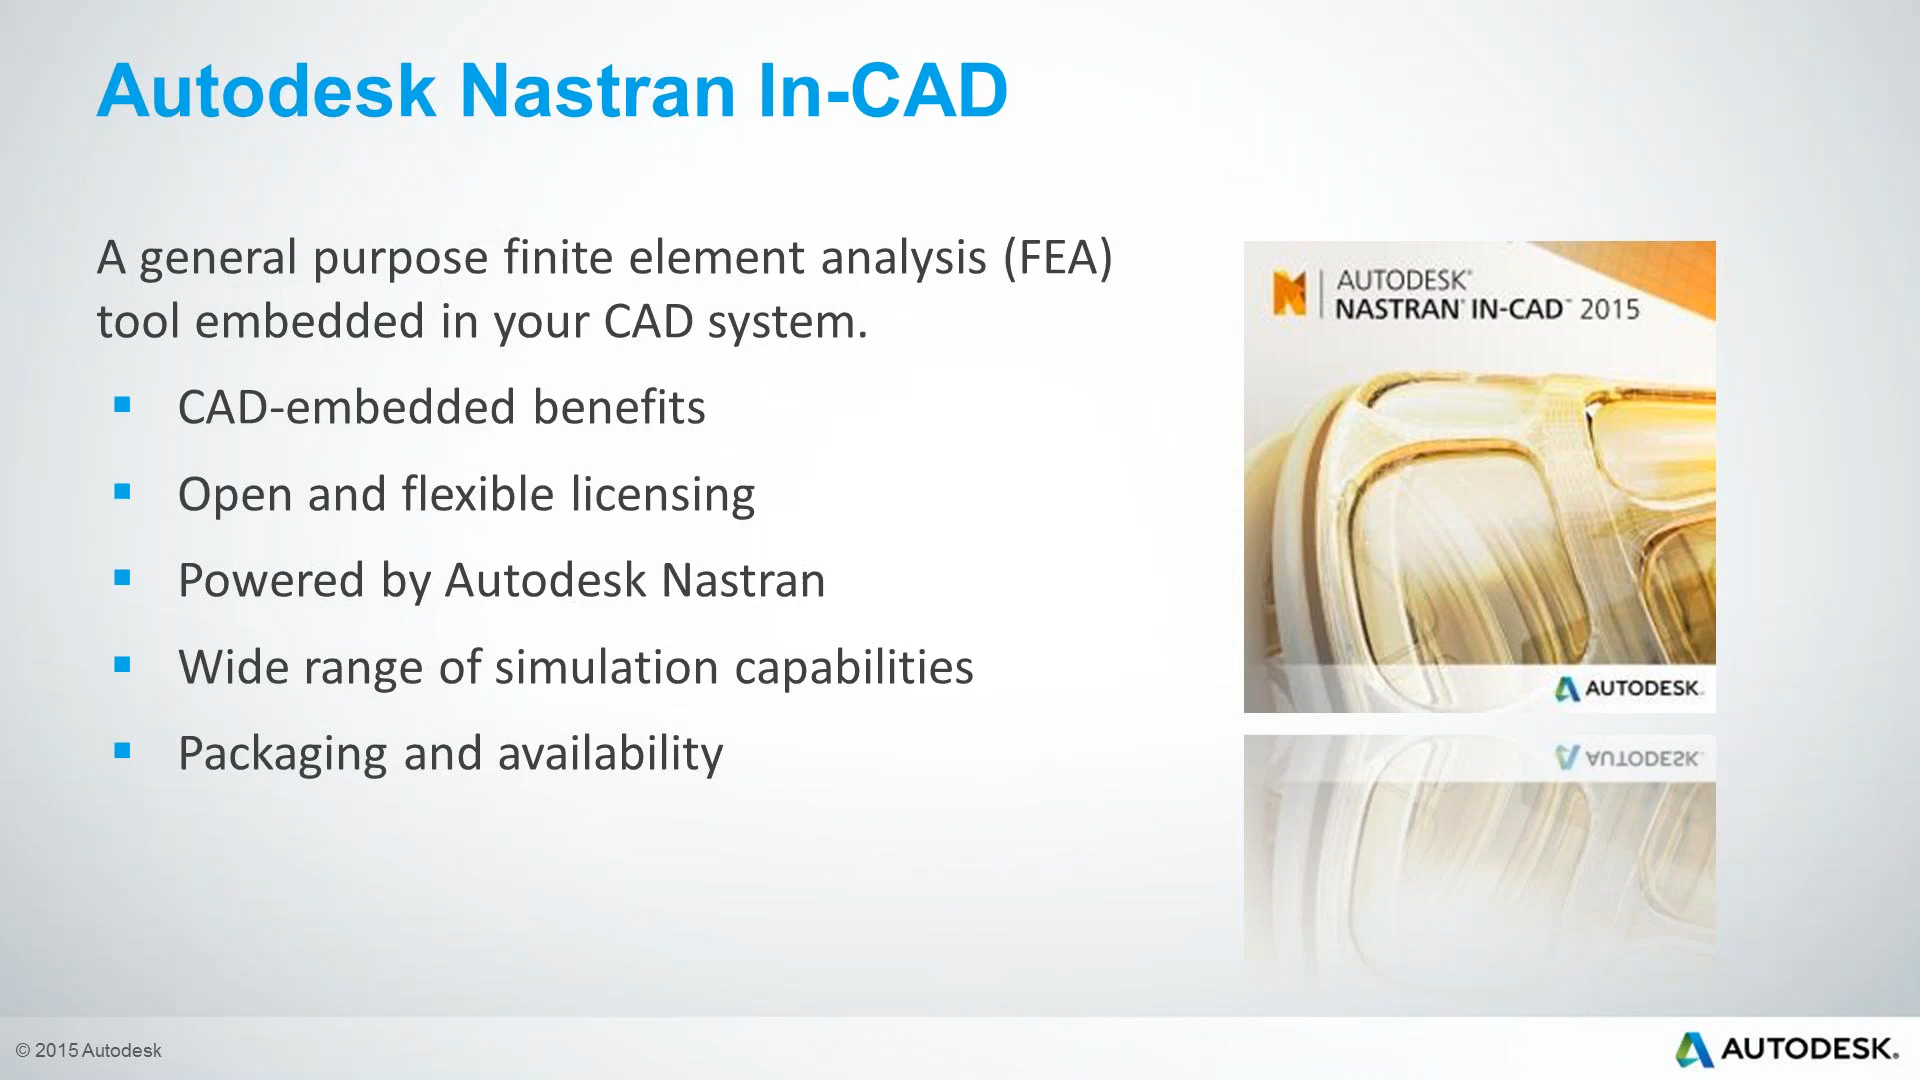 Autodesk Nastran In-CAD
A general purpose finite element analysis (FEA)
tool embedded in your CAD system.
▪ CAD-embedded benefits
▪ Open and flexible licensing
▪ Powered by Autodesk Nastran
▪ Wide range of simulation capabilities
▪ Packaging and availability
AUTODESK®
NASTRAN® IN-CAD™ 2015
AUTODESK.
AUTODESK
© 2015 Autodesk
AUTODESK.